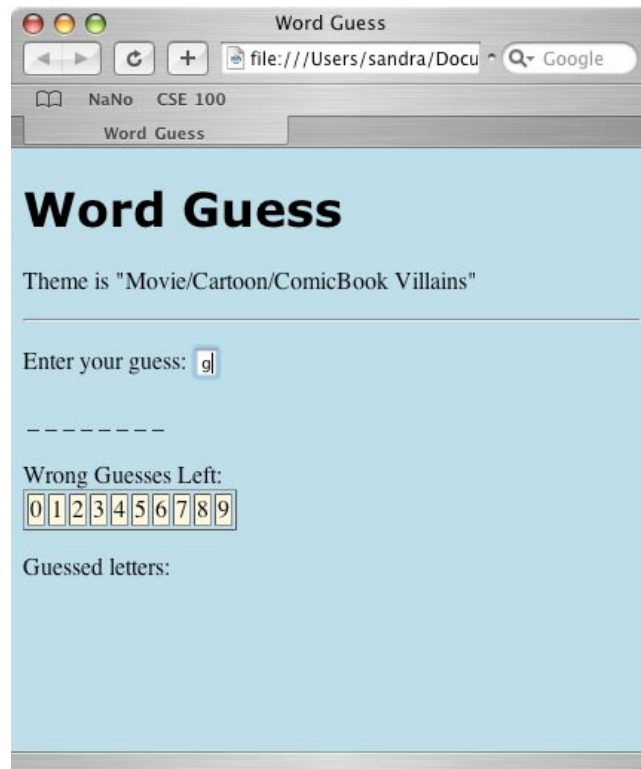 Word Guess
file:///Users/sandra/Docu
Google
NaNo CSE 100
Word Guess
Word Guess
Theme is "Movie/Cartoon/ComicBook Villains"
Enter your guess: g
_ _ _ _ _ _ _ _
Wrong Guesses Left:
0 1 2 3 4 5 6 7 8 9
Guessed letters: